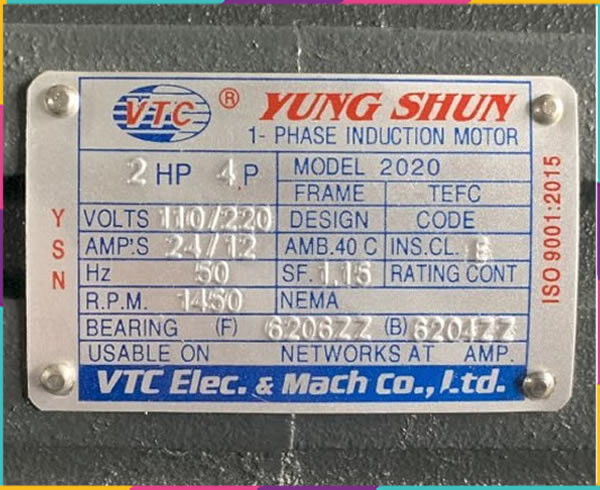 VTC ® YUNG SHUN
1- PHASE INDUCTION MOTOR
2 HP 4 P MODEL 2020
FRAME TEFC
VOLTS 110/220 DESIGN CODE
AMP'S 24/12 AMB.40 C INS.CL. B
Hz 50 SF. 1.15 RATING CONT
R.P.M. 1450 NEMA
BEARING (F) 6206ZZ (B) 6204ZZ
USABLE ON NETWORKS AT AMP.
VTC Elec. & Mach Co., Ltd.
YSN
ISO 9001:2015